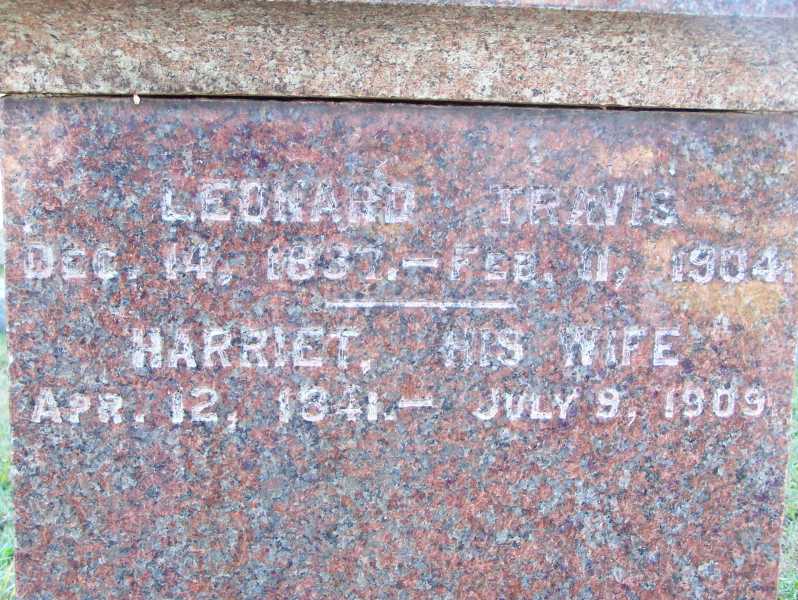 LEONARD TRAVIS
DEC. 14, 1837.—FEB. 11, 1904.
HARRIET, HIS WIFE
APR. 12, 1841.— JULY 9, 1909.